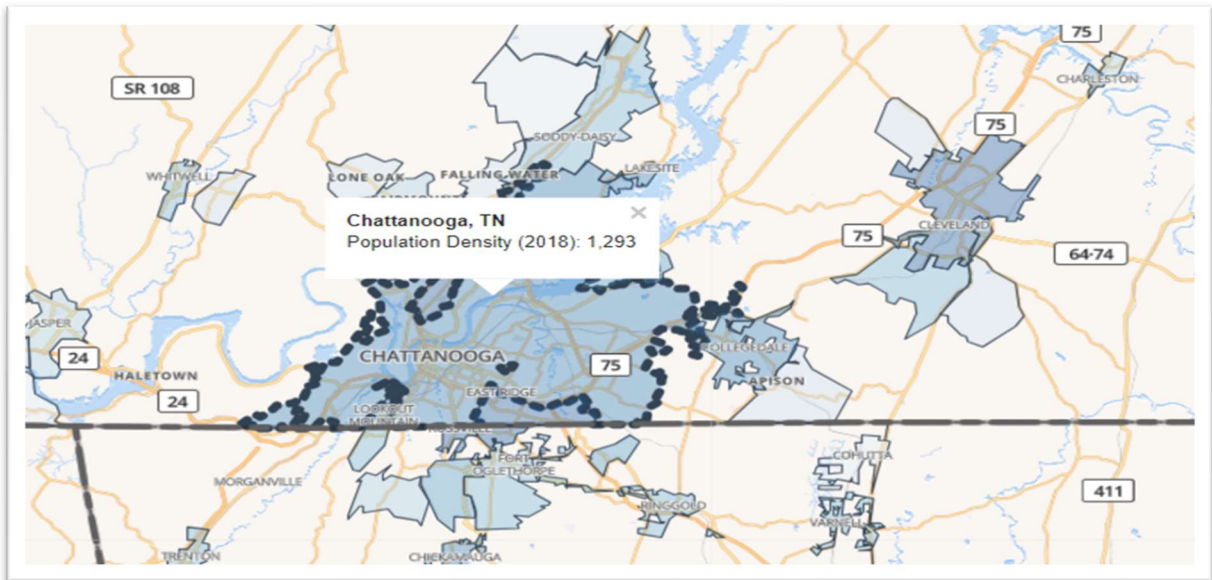 75
SR 108
CHARLESTON
75
SODDY-DAISY
WHITWELL
LONE OAK
FALLING WATER
LAKESITE
Chattanooga, TN
×
Population Density (2018): 1,293
CLEVELAND
75
64-74
JASPER
24
CHATTANOOGA
COLLEGEDALE
75
HALETOWN
APISON
24
EAST RIDGE
LOOKOUT
MOUNTAIN
ROSSVILLE
FORT
OGLETHORPE
COHUTTA
MORGANVILLE
411
RINGGOLD
VARNELL
TRENTON
CHICKAMAUGA